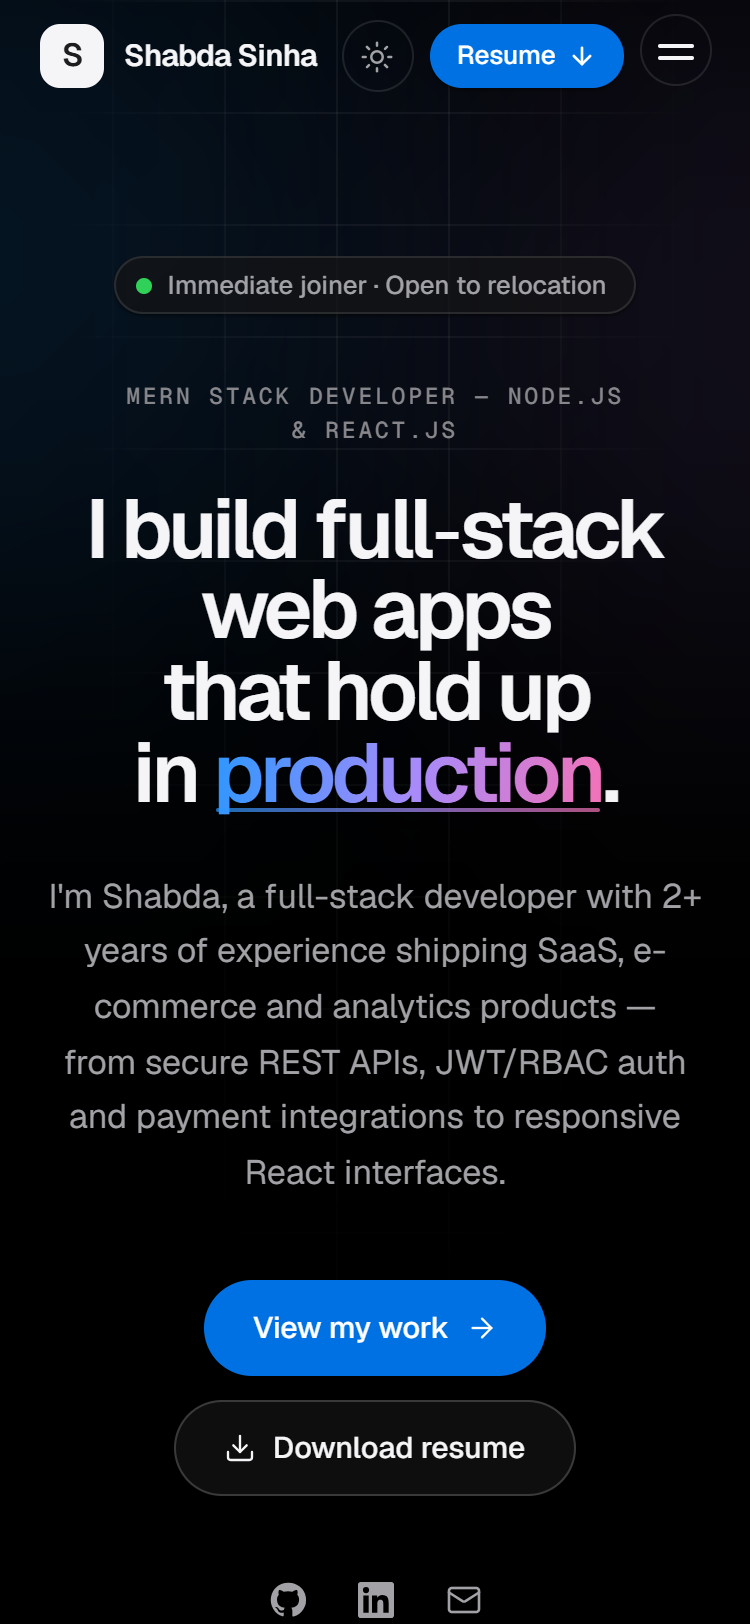 S Shabda Sinha Resume
Immediate joiner · Open to relocation
MERN STACK DEVELOPER — NODE.JS
& REACT.JS
I build full-stack
web apps
that hold up
in production.
I'm Shabda, a full-stack developer with 2+
years of experience shipping SaaS, e-
commerce and analytics products —
from secure REST APIs, JWT/RBAC auth
and payment integrations to responsive
React interfaces.
View my work
Download resume
in